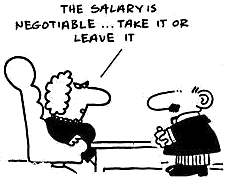 THE SALARY IS
NEGOTIABLE ... TAKE IT OR
LEAVE IT